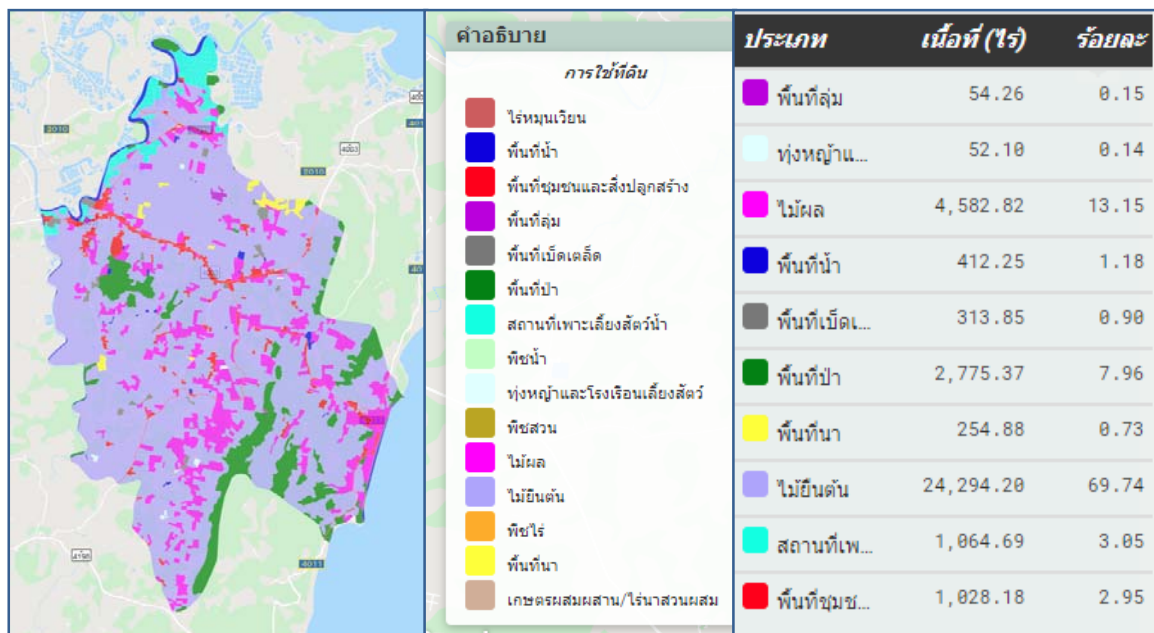 2010
4003
401
2010
4198
4011
401
คำอธิบาย
การใช้ที่ดิน
ไร่หมุนเวียน
พื้นที่น้ำ
พื้นที่ชุมชนและสิ่งปลูกสร้าง
พื้นที่ลุ่ม
พื้นที่เบ็ดเตล็ด
พื้นที่ป่า
สถานที่เพาะเลี้ยงสัตว์น้ำ
พืชน้ำ
ทุ่งหญ้าและโรงเรือนเลี้ยงสัตว์
พืชสวน
ไม้ผล
ไม้ยืนต้น
พืชไร่
พื้นที่นา
เกษตรผสมผสาน/ไร่นาสวนผสม
ประเภท เนื้อที่ (ไร่) ร้อยละ
พื้นที่ลุ่ม 54.26 0.15
ทุ่งหญ้าแ... 52.10 0.14
ไม้ผล 4,582.82 13.15
พื้นที่น้ำ 412.25 1.18
พื้นที่เบ็ดเ... 313.85 0.90
พื้นที่ป่า 2,775.37 7.96
พื้นที่นา 254.88 0.73
ไม้ยืนต้น 24,294.20 69.74
สถานที่เพ... 1,064.69 3.05
พื้นที่ชุมช... 1,028.18 2.95